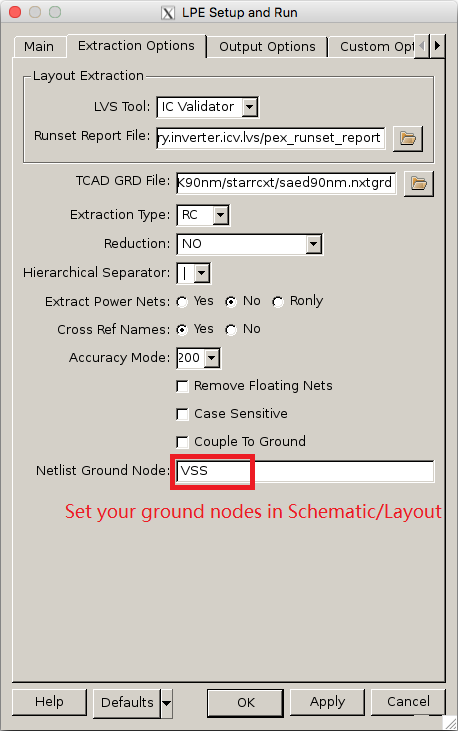 LPE Setup and Run
Main
Extraction Options
Output Options
Custom Opt
Layout Extraction
LVS Tool: IC Validator
Runset Report File: ry.inverter.icv.lvs/pex_runset_report
TCAD GRD File: K90nm/starrcxt/saed90nm.nxtgrd
Extraction Type: RC
Reduction: NO
Hierarchical Separator: |
Extract Power Nets: Yes No Ronly
Cross Ref Names: Yes No
Accuracy Mode: 200
Remove Floating Nets
Case Sensitive
Couple To Ground
Netlist Ground Node: VSS
Set your ground nodes in Schematic/Layout
Help Defaults OK Apply Cancel